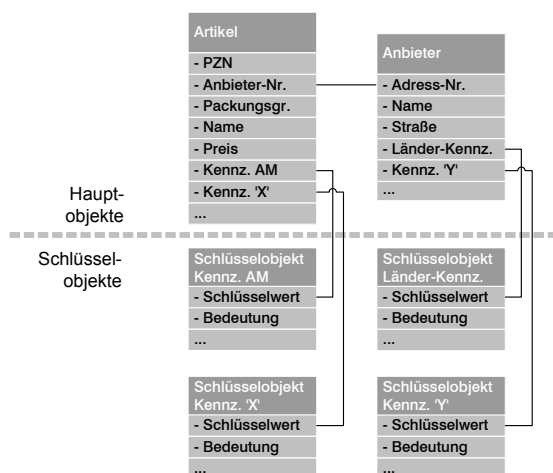 Artikel
- PZN
- Anbieter-Nr.
- Packungsgr.
- Name
- Preis
- Kennz. AM
- Kennz. 'X'
...
Anbieter
- Adress-Nr.
- Name
- Straße
- Länder-Kennz.
- Kennz. 'Y'
...
Haupt-
objekte
Schlüssel-
objekte
Schlüsselobjekt
Kennz. AM
- Schlüsselwert
- Bedeutung
...
Schlüsselobjekt
Länder-Kennz.
- Schlüsselwert
- Bedeutung
...
Schlüsselobjekt
Kennz. 'X'
- Schlüsselwert
- Bedeutung
...
Schlüsselobjekt
Kennz. 'Y'
- Schlüsselwert
- Bedeutung
...